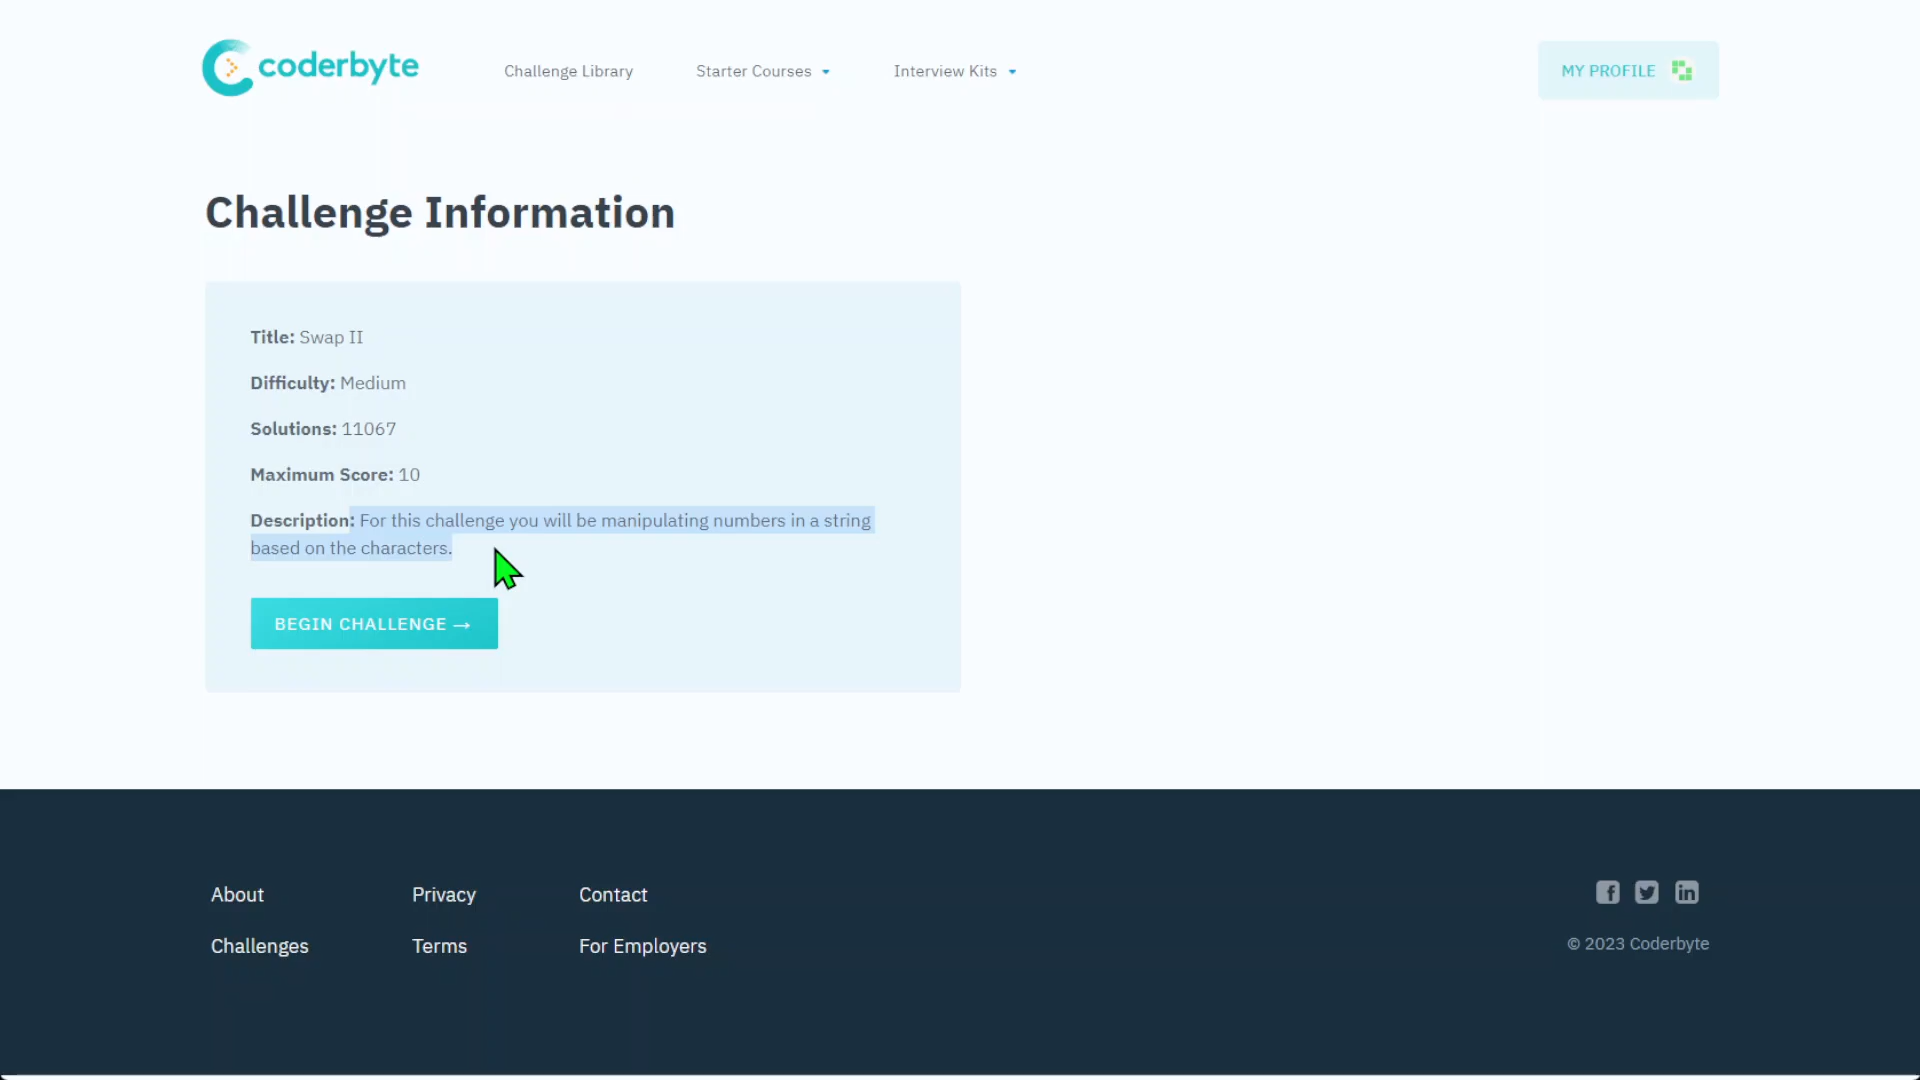 coderbyte
Challenge Library
Starter Courses
Interview Kits
MY PROFILE
Challenge Information
Title: Swap II
Difficulty: Medium
Solutions: 11067
Maximum Score: 10
Description: For this challenge you will be manipulating numbers in a string
based on the characters.
BEGIN CHALLENGE →
About
Privacy
Contact
Challenges
Terms
For Employers
© 2023 Coderbyte